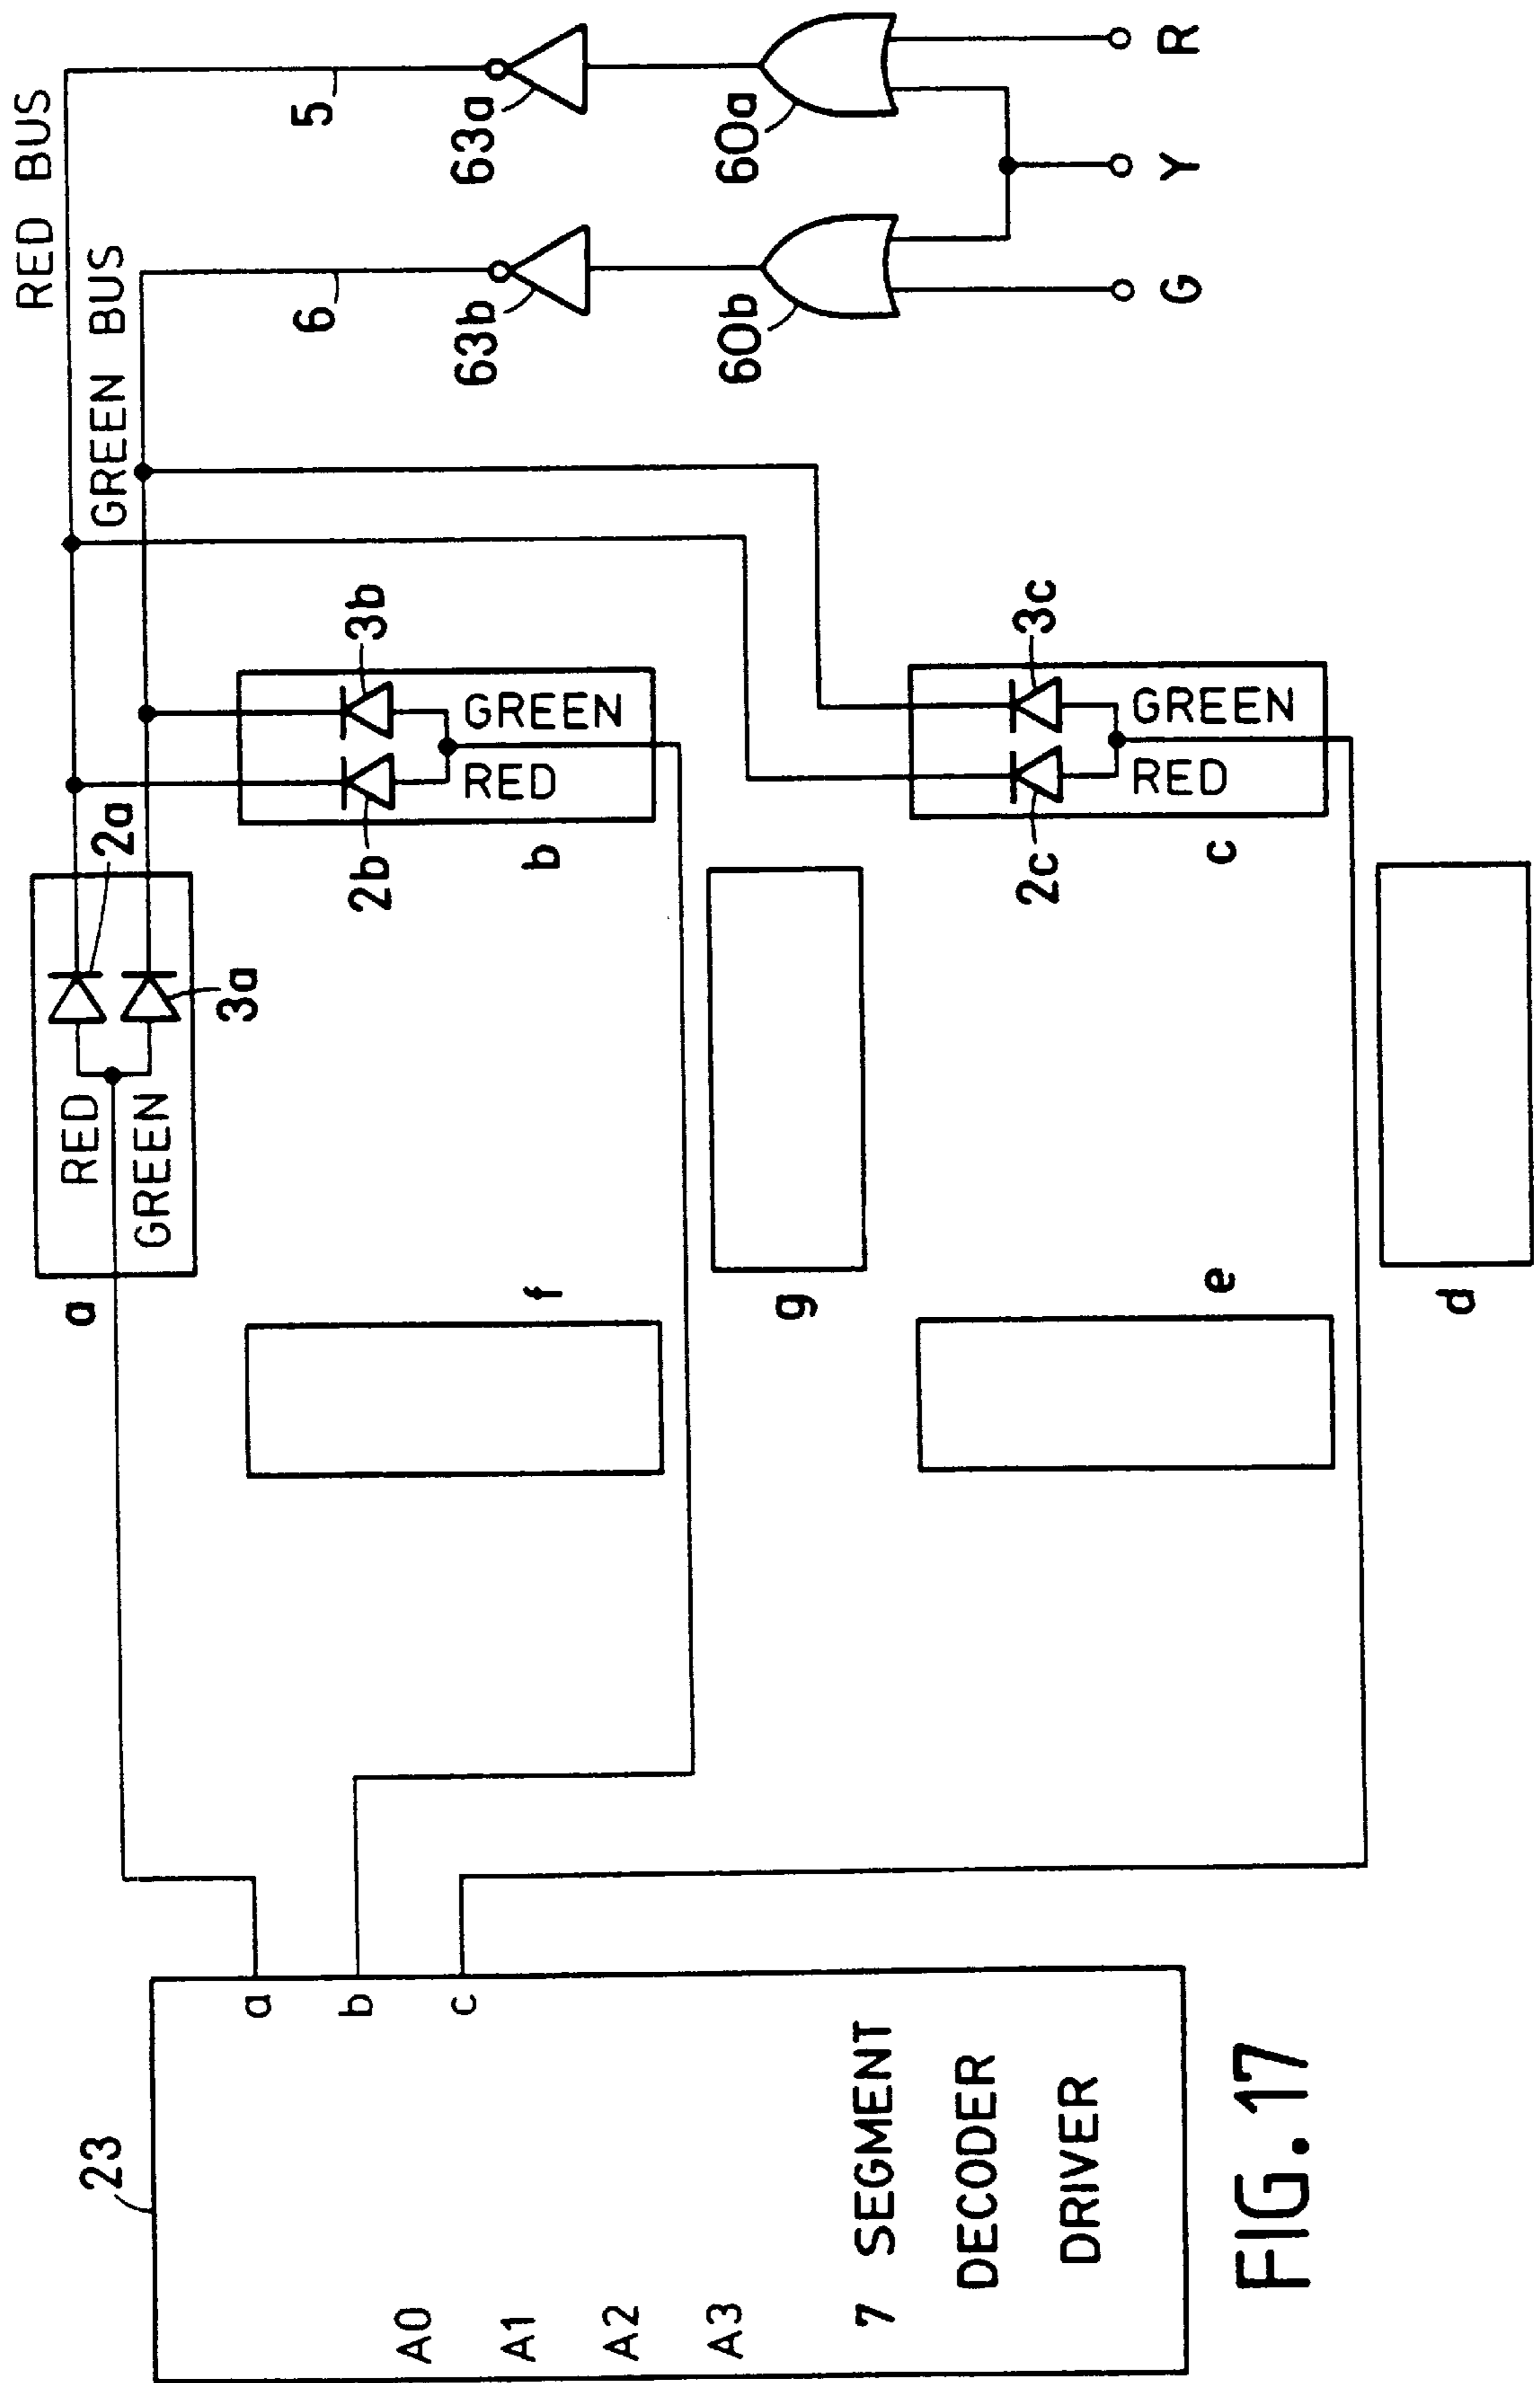 23
A0
A1
A2
A3
7 SEGMENT
DECODER
DRIVER
a
b
c
a
RED
GREEN
2a
3a
f
b
2b
3b
RED
GREEN
g
e
c
2c
3c
RED
GREEN
d
RED BUS
GREEN BUS
5
6
63a
63b
60a
60b
G
Y
R
FIG. 17